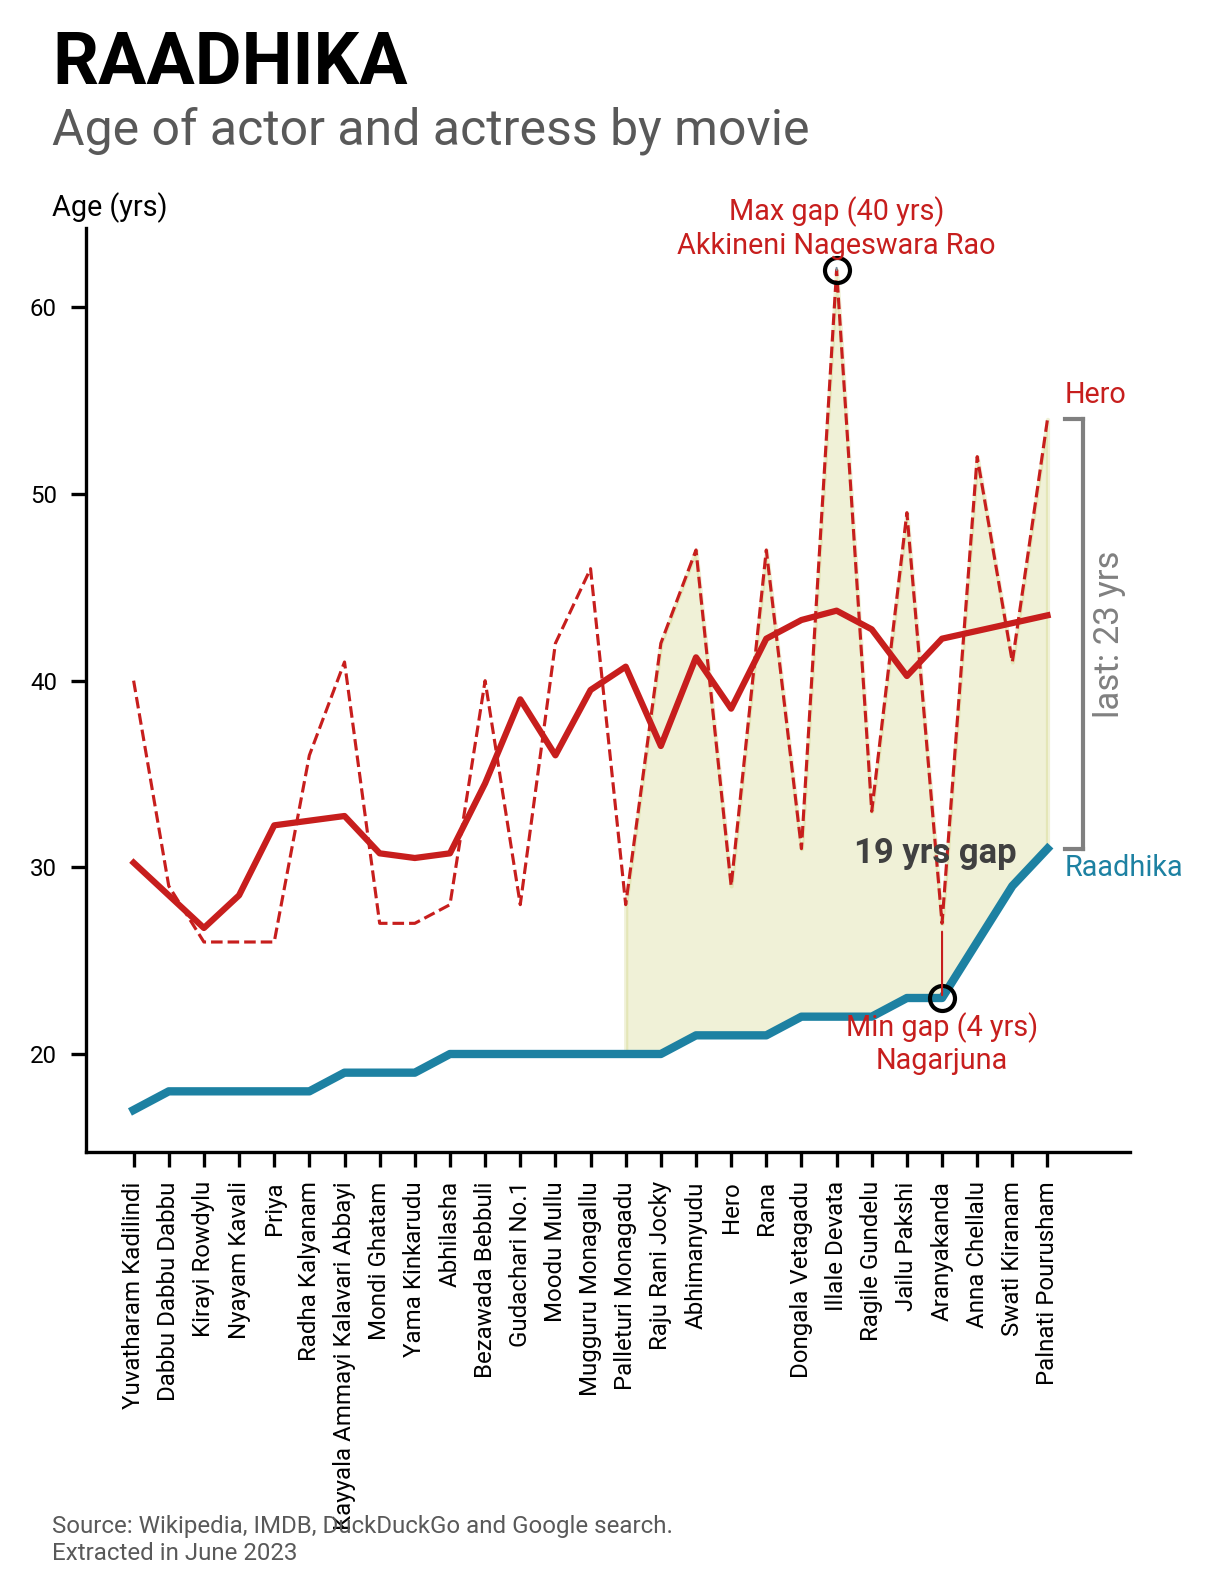 RAADHIKA
Age of actor and actress by movie
Age (yrs)
Max gap (40 yrs)
Akkineni Nageswara Rao
60
50
40
30
20
Hero
last: 23 yrs
19 yrs gap
Raadhika
Min gap (4 yrs)
Nagarjuna
Yuvatharam Kadilindi
Dabbu Dabbu Dabbu
Kirayi Rowdylu
Nyayam Kavali
Priya
Radha Kalyanam
Kayyala Ammayi Kalavari Abbayi
Mondi Ghatam
Yama Kinkarudu
Abhilasha
Bezawada Bebbuli
Gudachari No.1
Moodu Mullu
Mugguru Monagallu
Palleturi Monagadu
Raju Rani Jocky
Abhimanyudu
Hero
Rana
Dongala Vetagadu
Illale Devata
Ragile Gundelu
Jailu Pakshi
Aranyakanda
Anna Chellalu
Swati Kiranam
Palnati Pourusham
Source: Wikipedia, IMDB, DuckDuckGo and Google search.
Extracted in June 2023